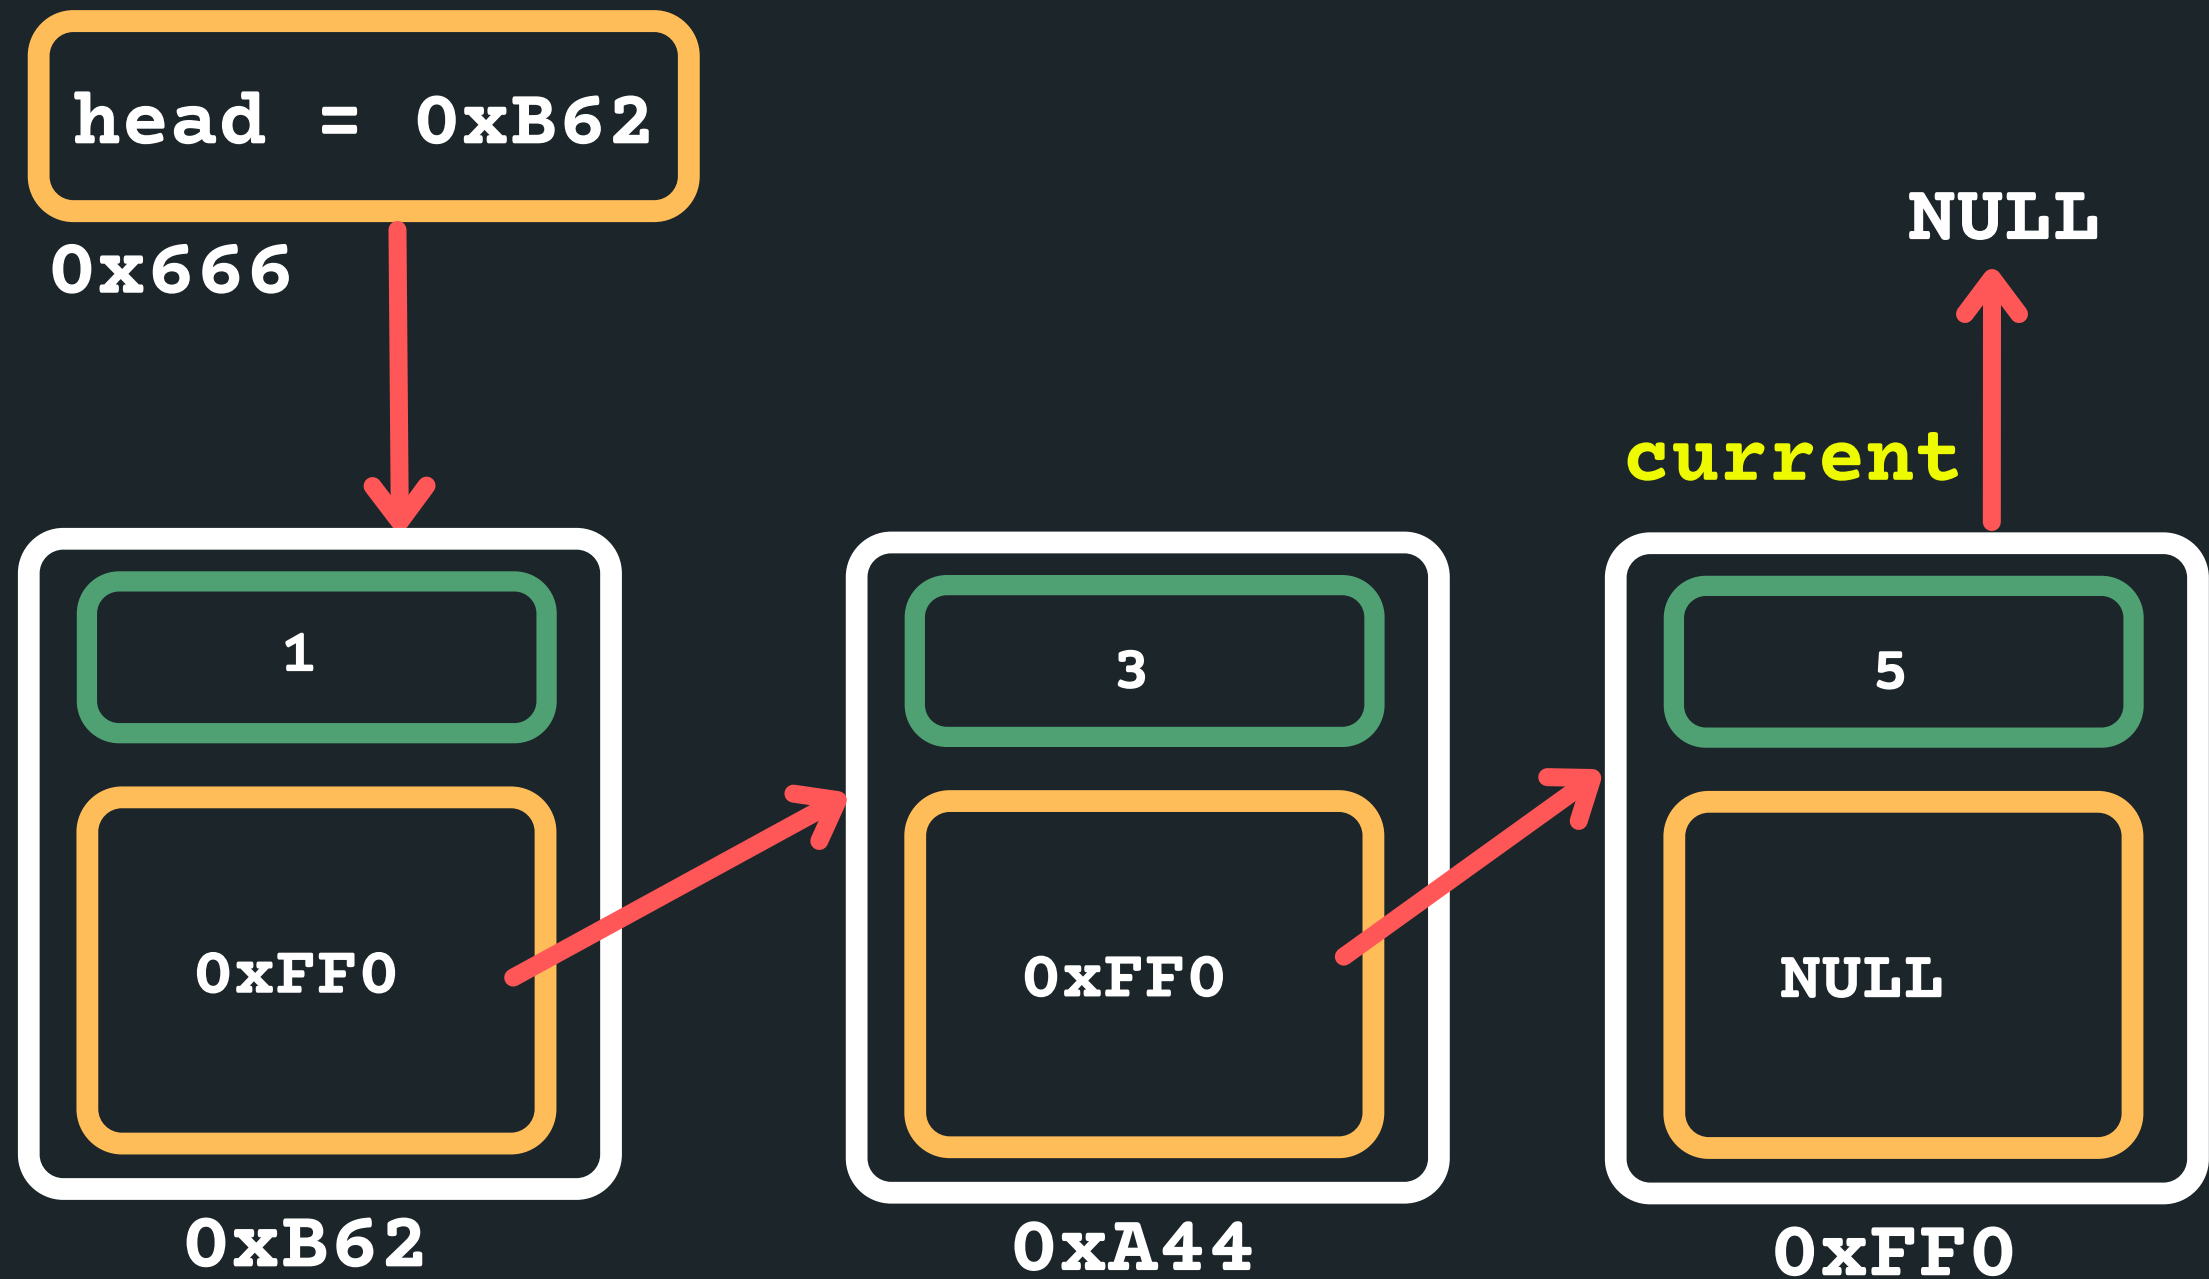 head = 0xB62
0x666
NULL
current
1
3
5
0xFF0
0xFF0
NULL
0xB62
0xA44
0xFF0